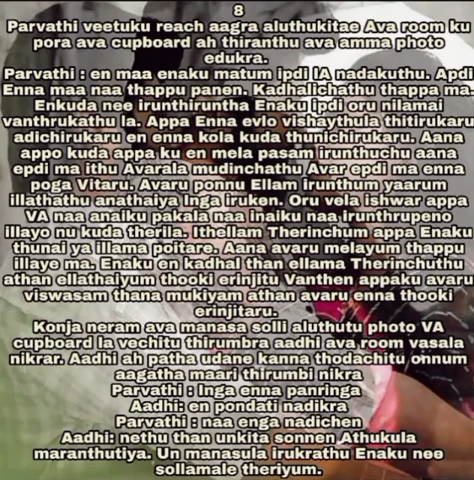 8
Parvathi veetuku reach aagra aluthukitae Ava room ku
pora ava cupboard ah thiranthu ava amma photo
edukra.
Parvathi : en maa enaku matum ipdi lA nadakuthu. Apdi
Enna maa naa thappu panen. Kadhalichathu thappa ma.
Enkuda nee irunthiruntha Enaku ipdi oru nilamai
vanthrukathu la. Appa Enna evlo vishaythula thitirukaru
adichirukaru en enna kola kuda thunichirukaru. Aana
appo kuda appa ku en mela pasam irunthuchu aana
epdi ma ithu Avarala mudinchathu Avar epdi ma enna
poga Vitaru. Avaru ponnu Ellam irunthum yaarum
illathathu anathaiya Inga iruken. Oru vela ishwar appa
VA naa anaiku pakala naa inaiku naa irunthrupeno
illayo nu kuda therila. Ithellam Therinchum appa Enaku
thunai ya illama poitare. Aana avaru melayum thappu
illaye ma. Enaku en kadhal than ellama Therinchuthu
athan ellathaiyum thooki erinjitu Vanthen appaku avaru
viswasam thana mukiyam athan avaru enna thooki
erinjitaru.
Konja neram ava manasa solli aluthutu photo VA
cupboard la vechitu thirumbra aadhi ava room vasala
nikrar. Aadhi ah patha udane kanna thodachitu onnum
aagatha maari thirumbi nikra
Parvathi : Inga enna panringa
Aadhi: en pondati nadikra
Parvathi : naa enga nadichen
Aadhi: nethu than unkita sonnen Athukula
maranthutiya. Un manasula irukrathu Enaku nee
sollamale theriyum.